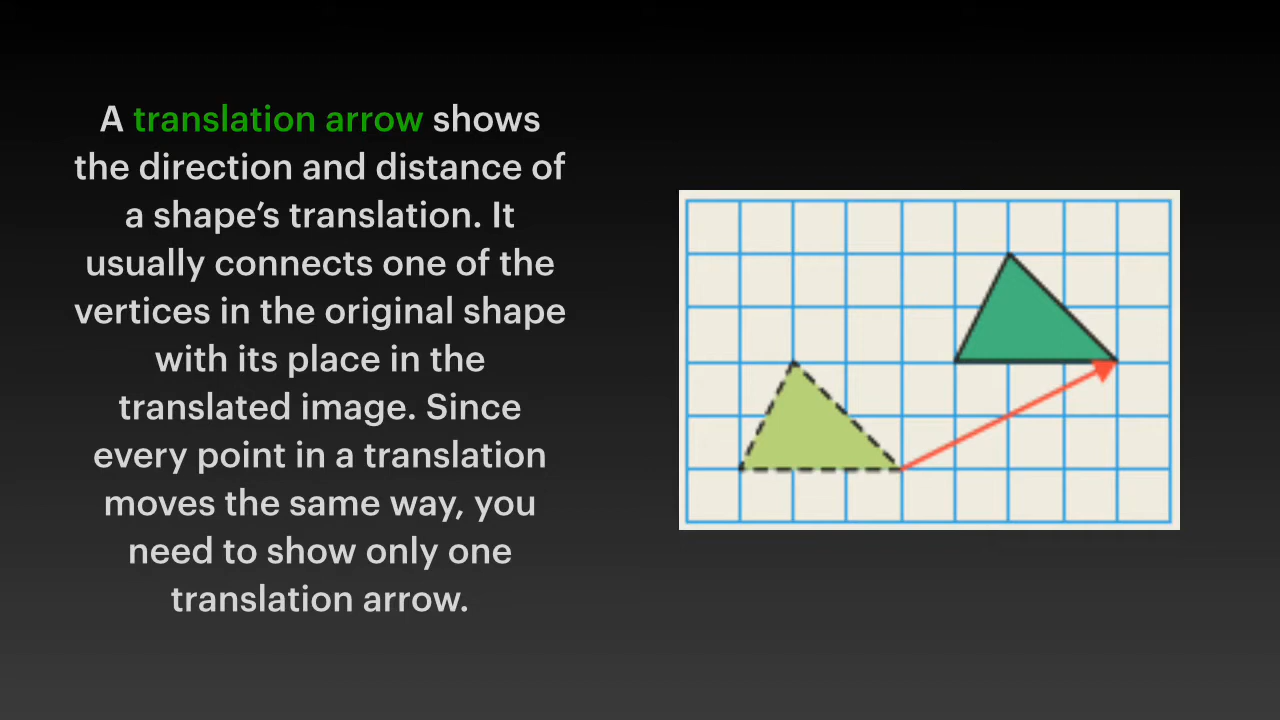 A translation arrow shows
the direction and distance of
a shape’s translation. It
usually connects one of the
vertices in the original shape
with its place in the
translated image. Since
every point in a translation
moves the same way, you
need to show only one
translation arrow.